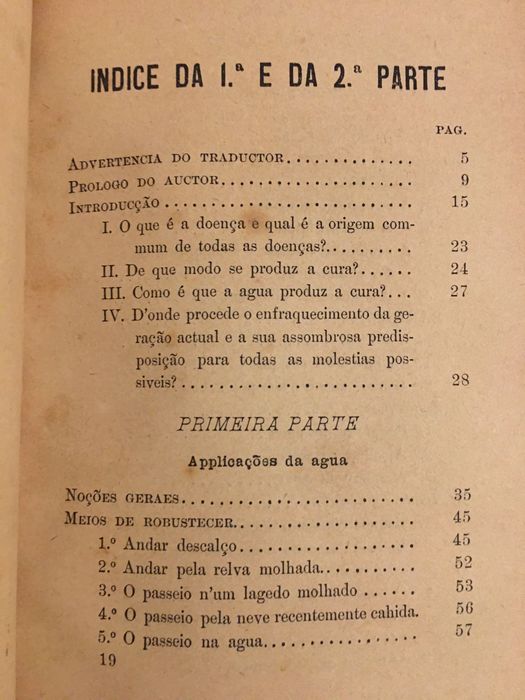 INDICE DA 1.ª E DA 2.ª PARTE
PAG.
ADVERTENCIA DO TRADUCTOR.............. 5
PROLOGO DO AUCTOR..................... 9
INTRODUCÇÃO........................... 15
I. O que é a doença e qual é a origem com-
mum de todas as doenças?.......... 23
II. De que modo se produz a cura?...... 24
III. Como é que a agua produz a cura?... 27
IV. D'onde procede o enfraquecimento da ge-
ração actual e a sua assombrosa predis-
posição para todas as molestias pos-
siveis?......................... 28
PRIMEIRA PARTE
Applicações da agua
NOÇÕES GERAES......................... 35
MEIOS DE ROBUSTECER................... 45
1.º Andar descalço.................... 45
2.º Andar pela relva molhada.......... 52
3.º O passeio n'um lagedo molhado...... 53
4.º O passeio pela neve recentemente cahida. 56
5.º O passeio na agua................. 57
19